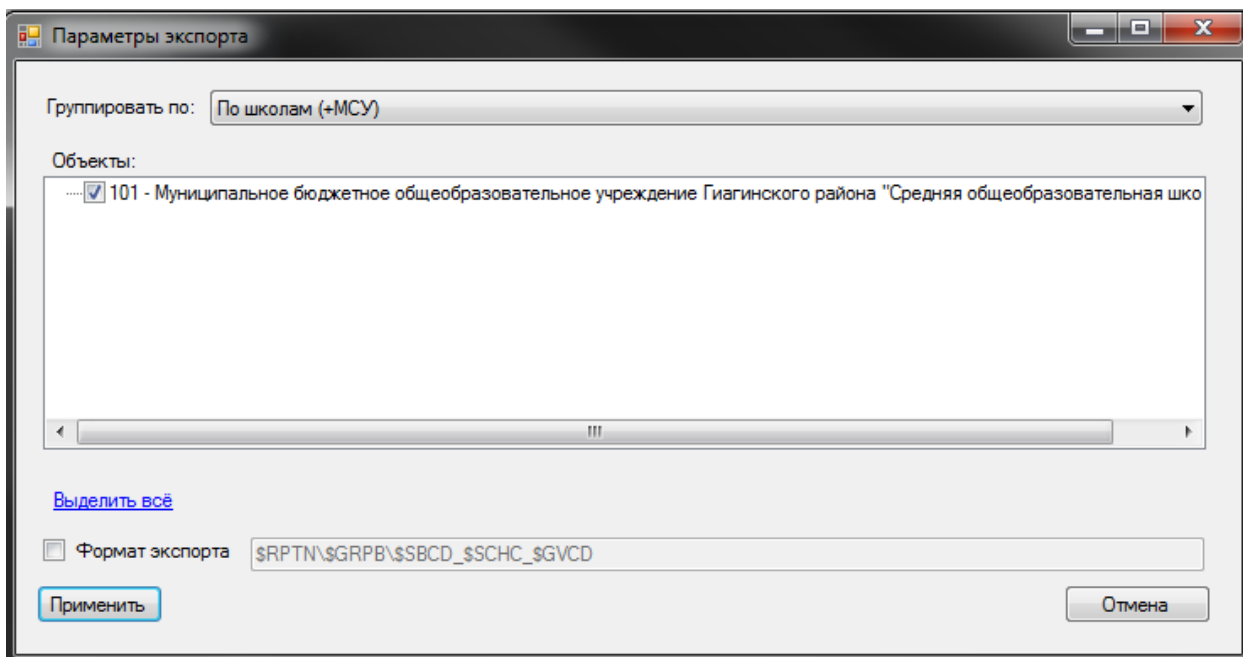 Параметры экспорта
Группировать по: По школам (+МСУ)
Объекты:
101 - Муниципальное бюджетное общеобразовательное учреждение Гиагинского района "Средняя общеобразовательная шко
Выделить всё
Формат экспорта $RPTN\$GRPB\$SBCD_$SCHC_$GVCD
Применить Отмена